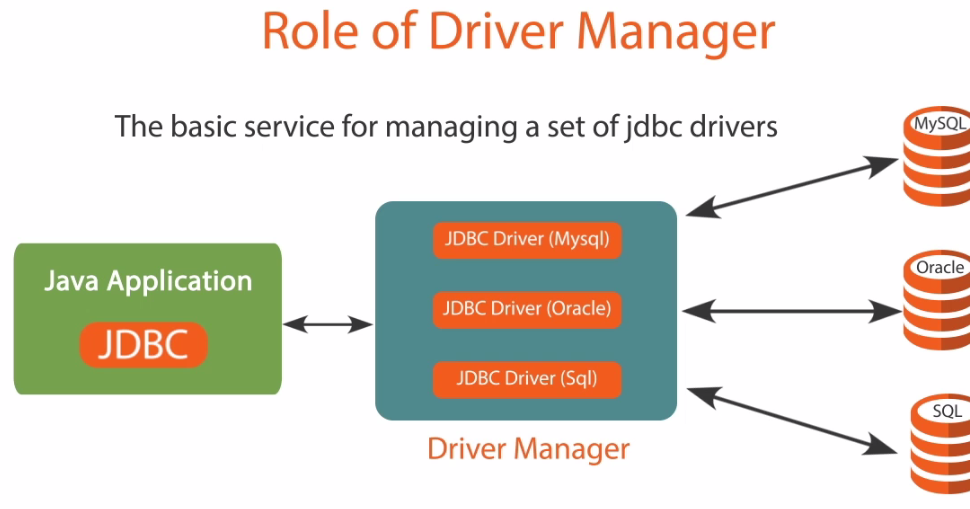 Role of Driver Manager
The basic service for managing a set of jdbc drivers
Java Application
JDBC
JDBC Driver (Mysql)
JDBC Driver (Oracle)
JDBC Driver (Sql)
Driver Manager
MySQL
Oracle
SQL